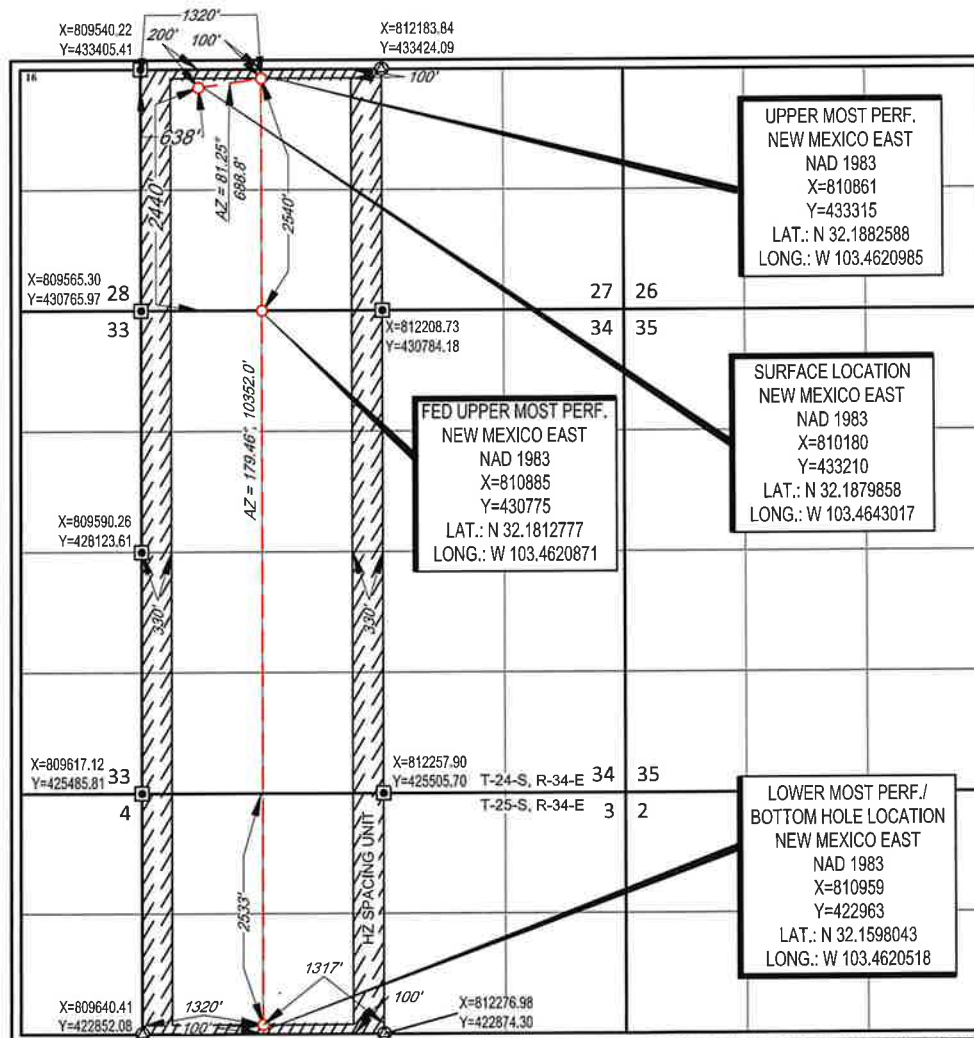 1320'
X=809540.22
Y=433405.41
200'
100'
X=812183.84
Y=433424.09
16
100'
638'
AZ = 81.25°
688.8'
2440'
2540'
UPPER MOST PERF.
NEW MEXICO EAST
NAD 1983
X=810861
Y=433315
LAT.: N 32.1882588
LONG.: W 103.4620985
X=809565.30
Y=430765.97
28
33
27
26
34
35
X=812208.73
Y=430784.18
AZ = 179.46°, 10352.0'
FED UPPER MOST PERF.
NEW MEXICO EAST
NAD 1983
X=810885
Y=430775
LAT.: N 32.1812777
LONG.: W 103.4620871
SURFACE LOCATION
NEW MEXICO EAST
NAD 1983
X=810180
Y=433210
LAT.: N 32.1879858
LONG.: W 103.4643017
X=809590.26
Y=428123.61
330'
330'
X=809617.12
Y=425485.81
33
4
X=812257.90
Y=425505.70
T-24-S, R-34-E
T-25-S, R-34-E
34
35
3
2
2533'
HZ SPACING UNIT
LOWER MOST PERF./
BOTTOM HOLE LOCATION
NEW MEXICO EAST
NAD 1983
X=810959
Y=422963
LAT.: N 32.1598043
LONG.: W 103.4620518
1317'
X=809640.41
Y=422852.08
1320'
100'
100'
X=812276.98
Y=422874.30